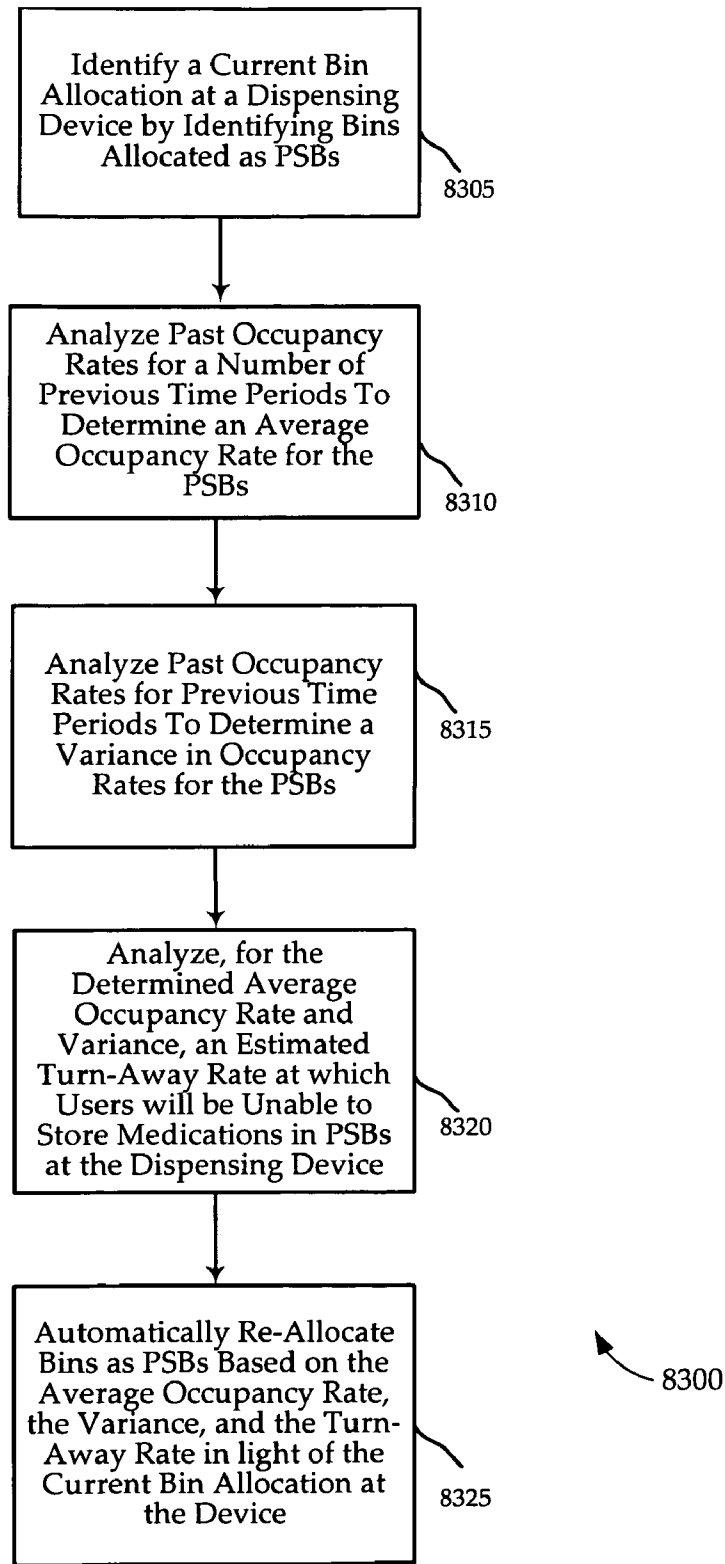 Identify a Current Bin
Allocation at a Dispensing
Device by Identifying Bins
Allocated as PSBs
8305
Analyze Past Occupancy
Rates for a Number of
Previous Time Periods To
Determine an Average
Occupancy Rate for the
PSBs
8310
Analyze Past Occupancy
Rates for Previous Time
Periods To Determine a
Variance in Occupancy
Rates for the PSBs
8315
Analyze, for the
Determined Average
Occupancy Rate and
Variance, an Estimated
Turn-Away Rate at which
Users will be Unable to
Store Medications in PSBs
at the Dispensing Device
8320
Automatically Re-Allocate
Bins as PSBs Based on the
Average Occupancy Rate,
the Variance, and the Turn-
Away Rate in light of the
Current Bin Allocation at
the Device
8325
8300